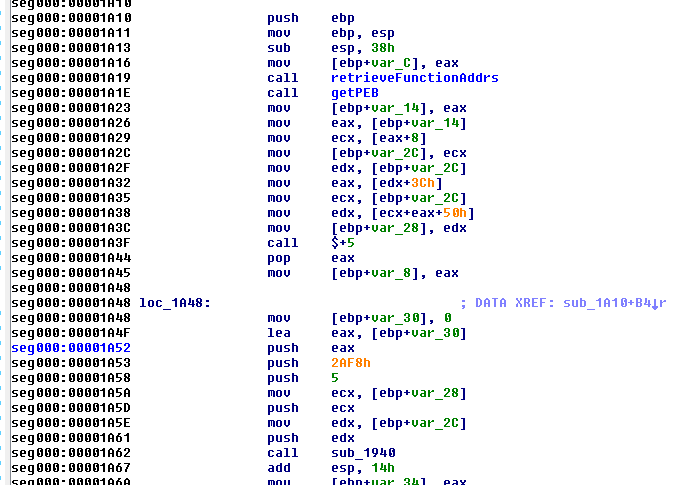 seg000:00001A10
seg000:00001A10 push ebp
seg000:00001A11 mov ebp, esp
seg000:00001A13 sub esp, 38h
seg000:00001A16 mov [ebp+var_C], eax
seg000:00001A19 call retrieveFunctionAddrs
seg000:00001A1E call getPEB
seg000:00001A23 mov [ebp+var_14], eax
seg000:00001A26 mov eax, [ebp+var_14]
seg000:00001A29 mov ecx, [eax+8]
seg000:00001A2C mov [ebp+var_2C], ecx
seg000:00001A2F mov edx, [ebp+var_2C]
seg000:00001A32 mov eax, [edx+3Ch]
seg000:00001A35 mov ecx, [ebp+var_2C]
seg000:00001A38 mov edx, [ecx+eax+50h]
seg000:00001A3C mov [ebp+var_28], edx
seg000:00001A3F call $+5
seg000:00001A44 pop eax
seg000:00001A45 mov [ebp+var_8], eax
seg000:00001A48
seg000:00001A48 loc_1A48: ; DATA XREF: sub_1A10+B4↓r
seg000:00001A48 mov [ebp+var_30], 0
seg000:00001A4F lea eax, [ebp+var_30]
seg000:00001A52 push eax
seg000:00001A53 push 2AF8h
seg000:00001A58 push 5
seg000:00001A5A mov ecx, [ebp+var_28]
seg000:00001A5D push ecx
seg000:00001A5E mov edx, [ebp+var_2C]
seg000:00001A61 push edx
seg000:00001A62 call sub_1940
seg000:00001A67 add esp, 14h
seg000:00001A6A mov [ebp+var_34], eax